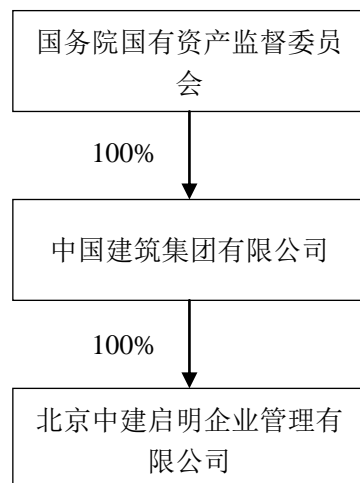 国务院国有资产监督委员
会
100%
中国建筑集团有限公司
100%
北京中建启明企业管理有
限公司